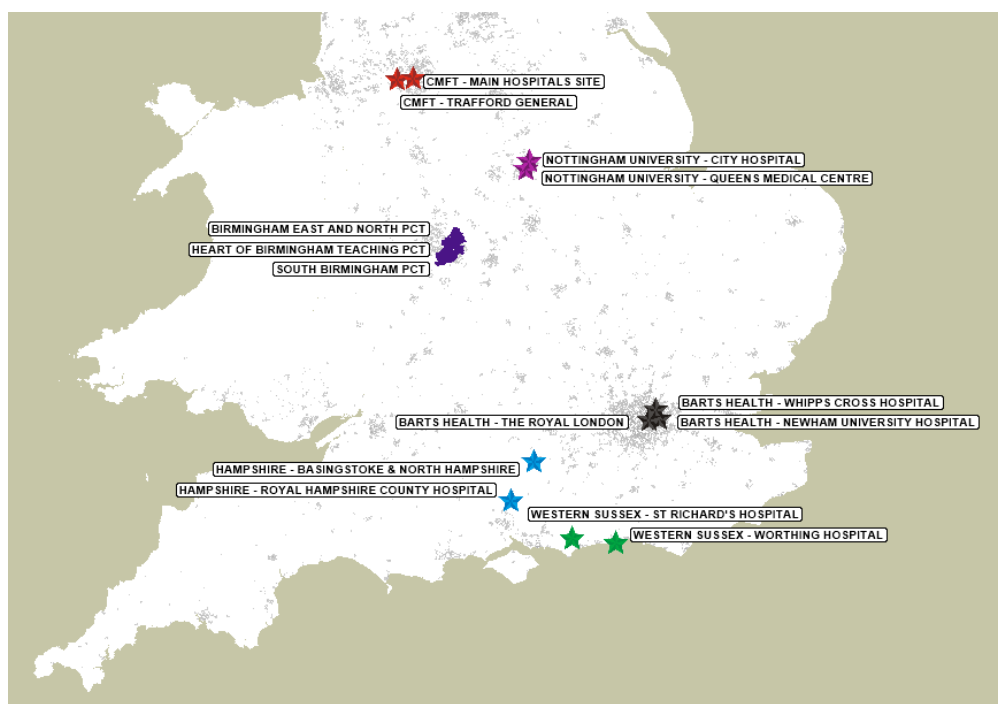 CMFT - MAIN HOSPITALS SITE
CMFT - TRAFFORD GENERAL
NOTTINGHAM UNIVERSITY - CITY HOSPITAL
NOTTINGHAM UNIVERSITY - QUEENS MEDICAL CENTRE
BIRMINGHAM EAST AND NORTH PCT
HEART OF BIRMINGHAM TEACHING PCT
SOUTH BIRMINGHAM PCT
BARTS HEALTH - WHIPPS CROSS HOSPITAL
BARTS HEALTH - THE ROYAL LONDON
BARTS HEALTH - NEWHAM UNIVERSITY HOSPITAL
HAMPSHIRE - BASINGSTOKE & NORTH HAMPSHIRE
HAMPSHIRE - ROYAL HAMPSHIRE COUNTY HOSPITAL
WESTERN SUSSEX - ST RICHARD'S HOSPITAL
WESTERN SUSSEX - WORTHING HOSPITAL